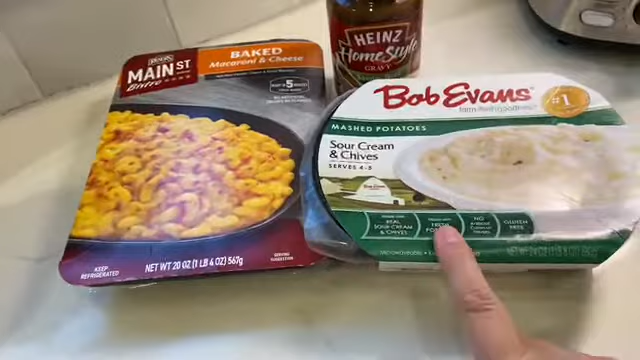 MAIN ST
Bistro
BAKED
Macaroni & Cheese
5
KEEP
REFRIGERATED
NET WT 20 OZ (1 LB 4 OZ) 567g
SERVING
SUGGESTION
HEINZ
HomeStyle
GRAVY
Bob Evans
farm-fresh goodness
#1
MASHED POTATOES
Sour Cream
& Chives
SERVES 4-5
REAL
SOUR CREAM
& CHIVES
FRESH
NO
GLUTEN
FREE